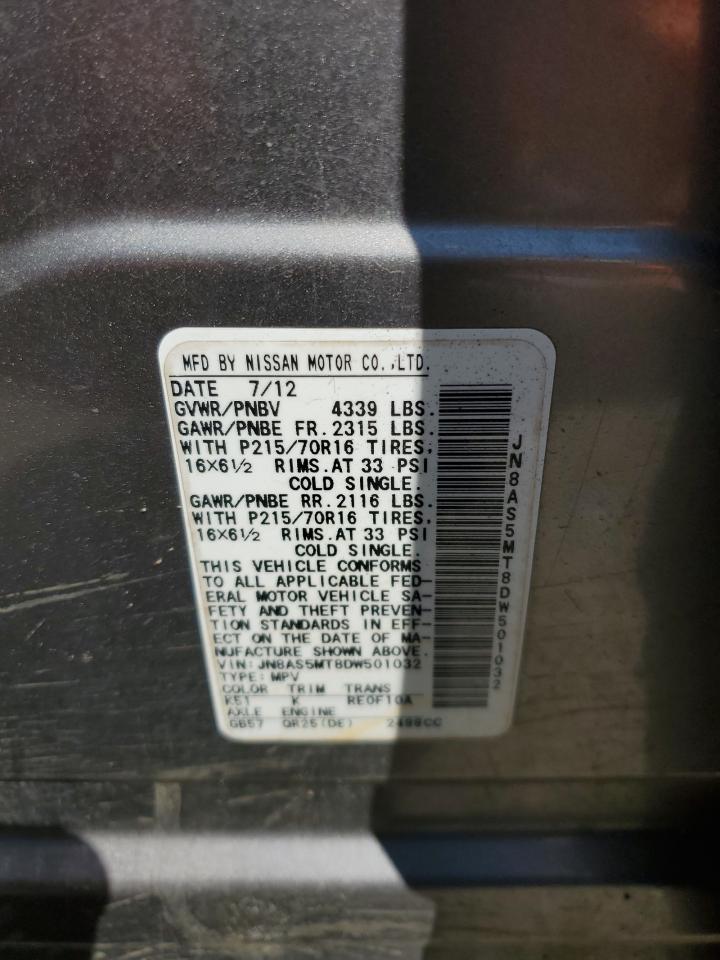 MFD BY NISSAN MOTOR CO.,LTD.
DATE 7/12
GVWR/PNBV 4339 LBS.
GAWR/PNBE FR. 2315 LBS.
WITH P215/70R16 TIRES,
16X6½ RIMS. AT 33 PSI
COLD SINGLE.
GAWR/PNBE RR. 2116 LBS.
WITH P215/70R16 TIRES,
16X6½ RIMS. AT 33 PSI
COLD SINGLE.
THIS VEHICLE CONFORMS
TO ALL APPLICABLE FED-
ERAL MOTOR VEHICLE SA-
FETY AND THEFT PREVEN-
TION STANDARDS IN EFF-
ECT ON THE DATE OF MA-
NUFACTURE SHOWN ABOVE.
VIN: JN8AS5MT8DW501032
TYPE: MPV
COLOR TRIM TRANS
K51 K RE0F10A
AXLE ENGINE
GB57 QR25(DE) 2488CC
JN8AS5MT8DW501032